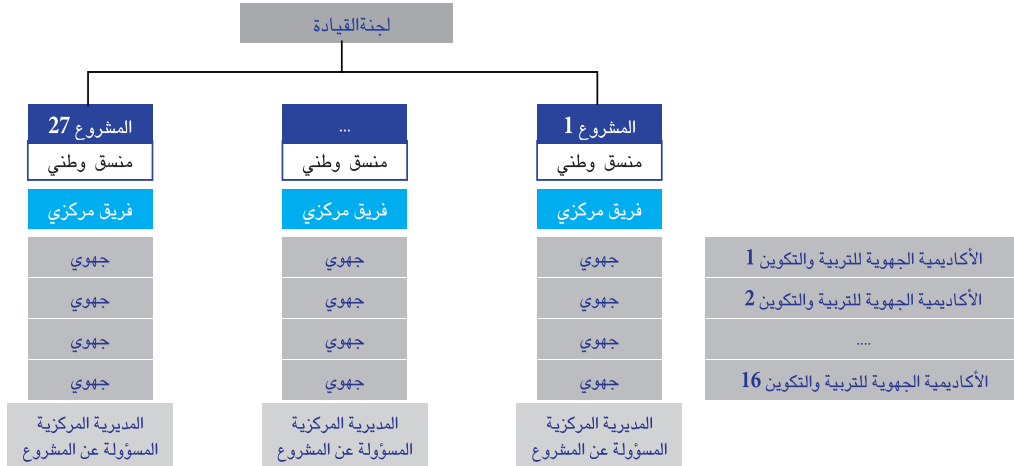 لجنة القيادة
المشروع 1
...
المشروع 27
منسق وطني
منسق وطني
منسق وطني
فريق مركزي
فريق مركزي
فريق مركزي
الأكاديمية الجهوية للتربية والتكوين 1
جهوي
جهوي
جهوي
الأكاديمية الجهوية للتربية والتكوين 2
جهوي
جهوي
جهوي
....
جهوي
جهوي
جهوي
الأكاديمية الجهوية للتربية والتكوين 16
جهوي
جهوي
جهوي
المديرية المركزية
المسؤولة عن المشروع
المديرية المركزية
المسؤولة عن المشروع
المديرية المركزية
المسؤولة عن المشروع